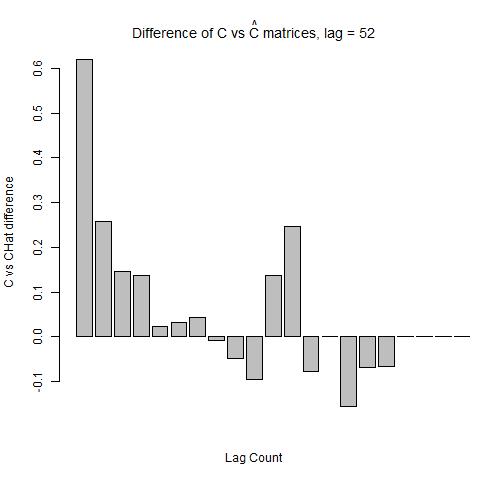 Difference of C vs Ĉ matrices, lag = 52
0.6
0.5
0.4
0.3
0.2
0.1
0.0
-0.1
C vs CHat difference
Lag Count